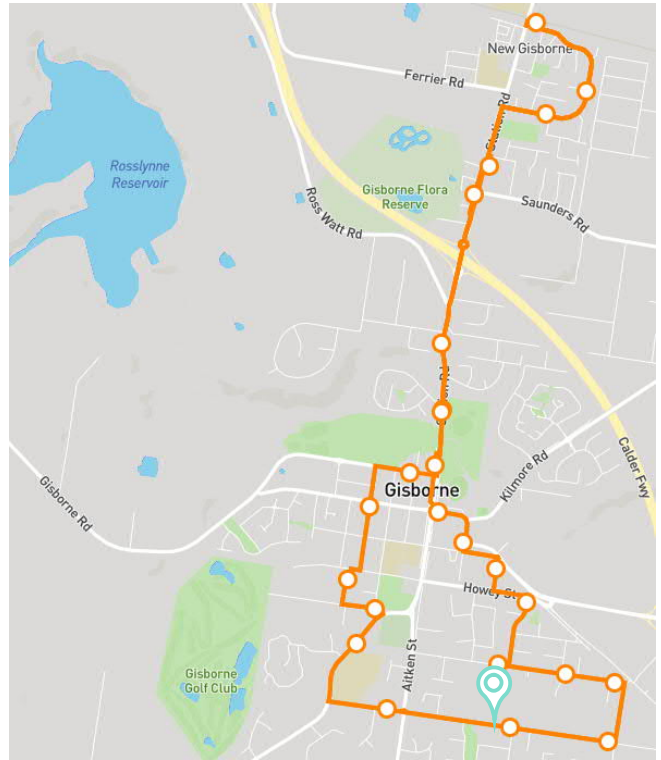 New Gisborne
Ferrier Rd
Station Rd
Rosslynne
Reservoir
Gisborne Flora
Reserve
Saunders Rd
Ross Watt Rd
Rd
Calder Fwy
Kilmore Rd
Gisborne Rd
Gisborne
Howey St
Aitken St
Gisborne
Golf Club